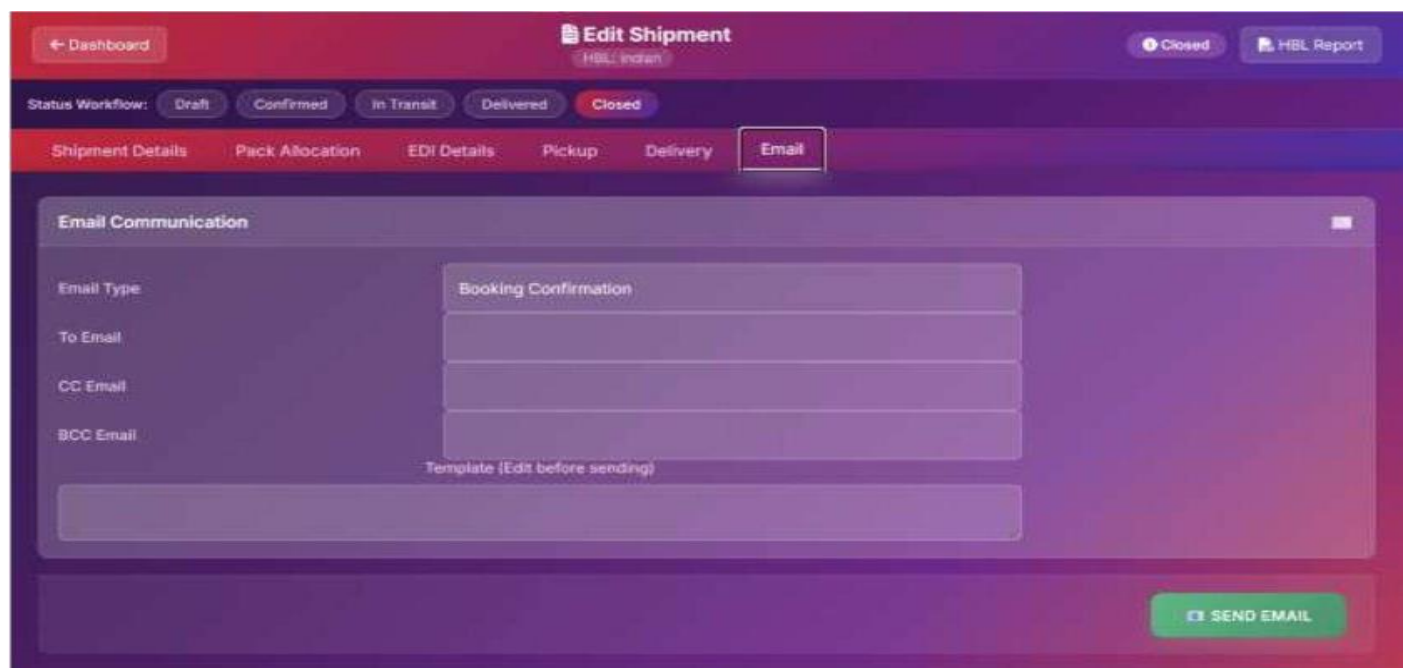 ← Dashboard
Edit Shipment
HBL: Indian
Closed
HBL Report
Status Workflow: Draft Confirmed In Transit Delivered Closed
Shipment Details Pack Allocation EDI Details Pickup Delivery Email
Email Communication
Email Type Booking Confirmation
To Email
CC Email
BCC Email
Template (Edit before sending)
SEND EMAIL